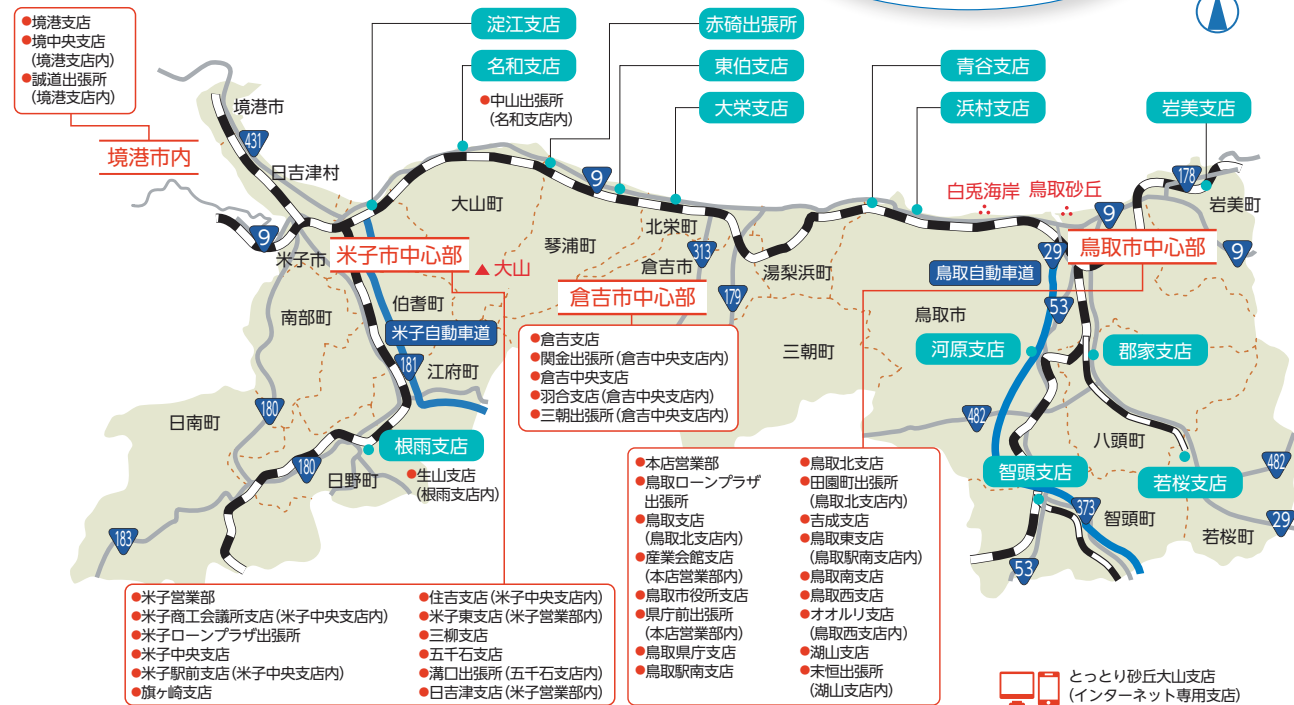 ●境港支店
●境中央支店
(境港支店内)
●誠道出張所
(境港支店内)
境港市内
淀江支店
名和支店
●中山出張所
(名和支店内)
赤碕出張所
東伯支店
大栄支店
青谷支店
浜村支店
岩美支店
境港市
431
日吉津村
9
米子市
米子市中心部
大山町
▲大山
琴浦町
9
北栄町
倉吉市
313
179
湯梨浜町
白兎海岸
鳥取砂丘
9
178
岩美町
9
鳥取市中心部
29
鳥取自動車道
53
鳥取市
南部町
伯耆町
米子自動車道
181
江府町
倉吉市中心部
●倉吉支店
●関金出張所(倉吉中央支店内)
●倉吉中央支店
●羽合支店(倉吉中央支店内)
●三朝出張所(倉吉中央支店内)
三朝町
河原支店
郡家支店
日南町
180
180
183
日野町
根雨支店
●生山支店
(根雨支店内)
482
八頭町
482
智頭支店
若桜支店
373
智頭町
29
若桜町
53
●米子営業部
●米子商工会議所支店(米子中央支店内)
●米子ローンプラザ出張所
●米子中央支店
●米子駅前支店(米子中央支店内)
●旗ヶ崎支店
●住吉支店(米子中央支店内)
●米子東支店(米子営業部内)
●三柳支店
●五千石支店
●溝口出張所(五千石支店内)
●日吉津支店(米子営業部内)
●本店営業部
●鳥取ローンプラザ
出張所
●鳥取支店
(鳥取北支店内)
●産業会館支店
(本店営業部内)
●鳥取市役所支店
●県庁前出張所
(本店営業部内)
●鳥取県庁支店
●鳥取駅南支店
●鳥取北支店
●田園町出張所
(鳥取北支店内)
●吉成支店
●鳥取東支店
(鳥取駅南支店内)
●鳥取南支店
●鳥取西支店
●オオルリ支店
(鳥取西支店内)
●湖山支店
●末恒出張所
(湖山支店内)
とっとり砂丘大山支店
(インターネット専用支店)